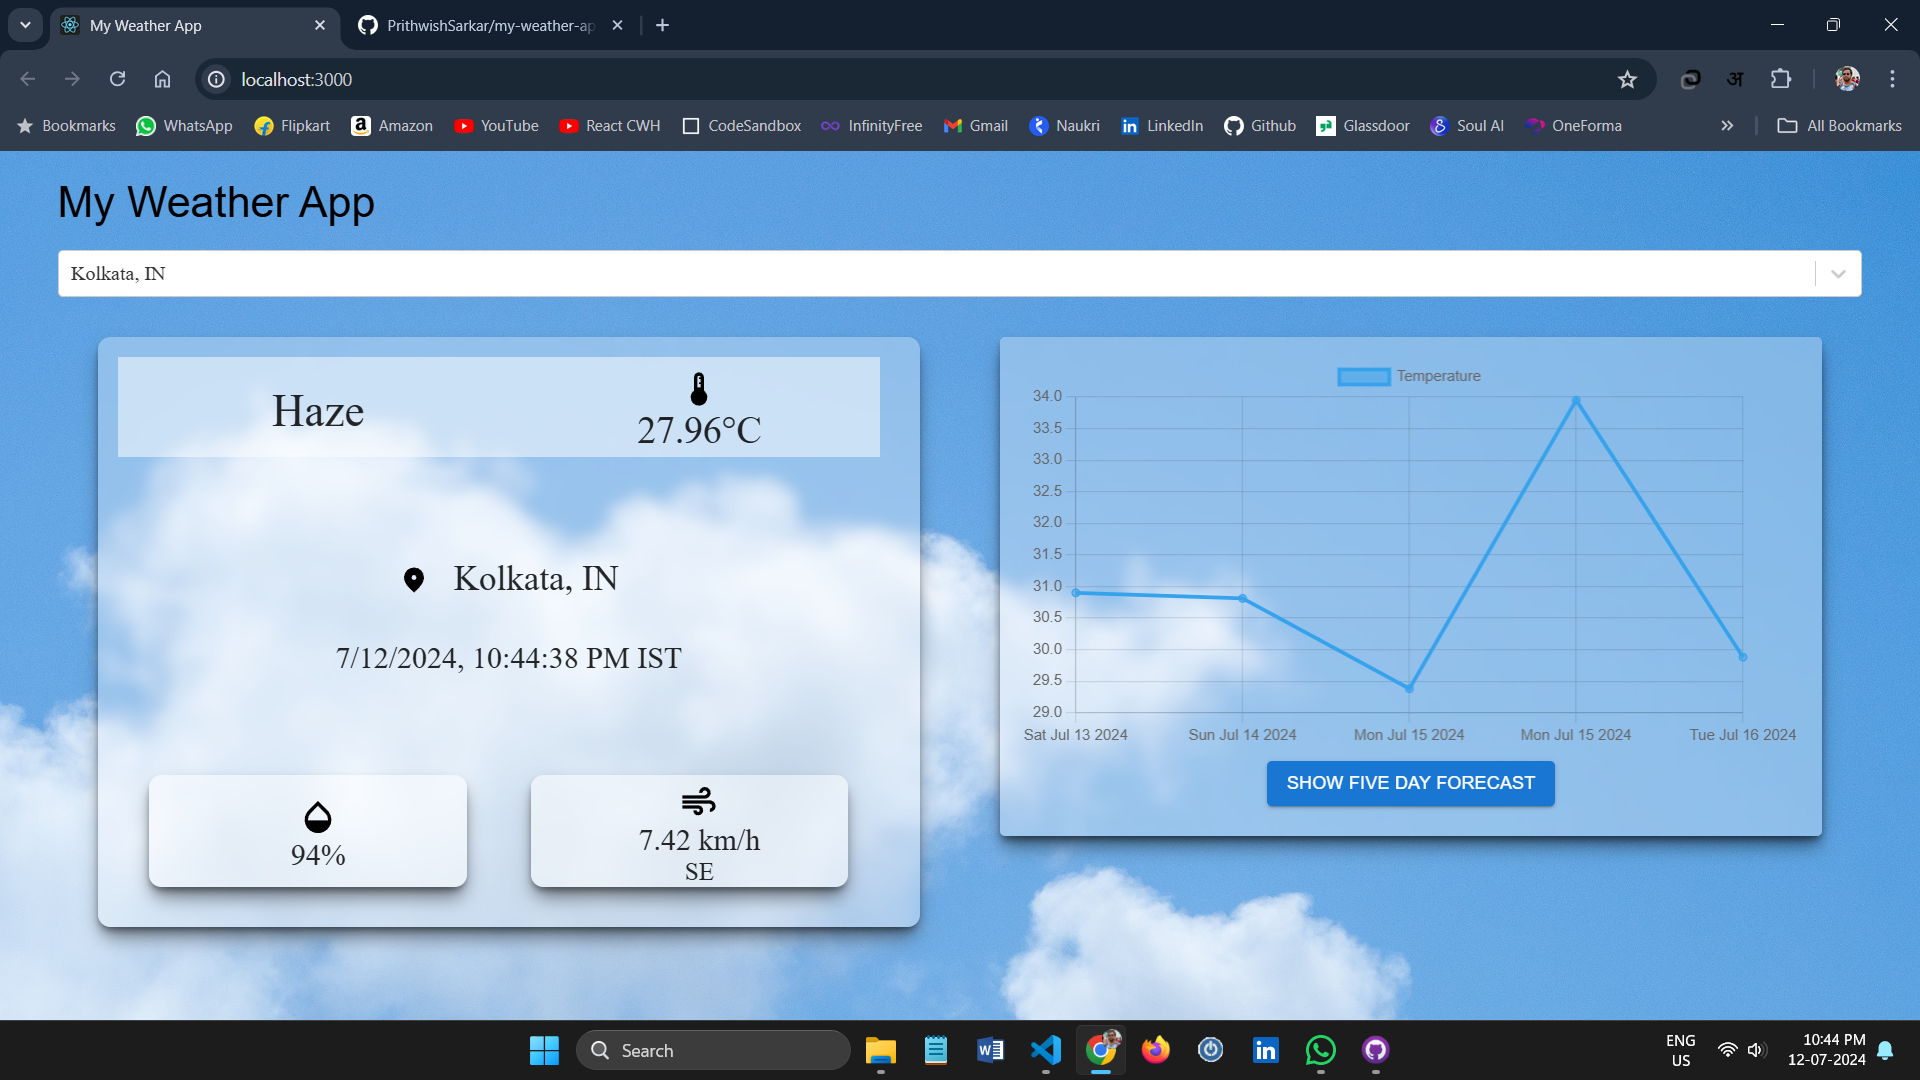 My Weather App
PrithwishSarkar/my-weather-ap
localhost:3000
अ
Bookmarks WhatsApp Flipkart Amazon YouTube React CWH CodeSandbox InfinityFree Gmail Naukri LinkedIn Github Glassdoor Soul AI OneForma All Bookmarks
My Weather App
Kolkata, IN
Haze
27.96°C
Kolkata, IN
7/12/2024, 10:44:38 PM IST
94%
7.42 km/h
SE
Temperature
34.0
33.5
33.0
32.5
32.0
31.5
31.0
30.5
30.0
29.5
29.0
Sat Jul 13 2024 Sun Jul 14 2024 Mon Jul 15 2024 Mon Jul 15 2024 Tue Jul 16 2024
SHOW FIVE DAY FORECAST
Search
ENG
US
10:44 PM
12-07-2024